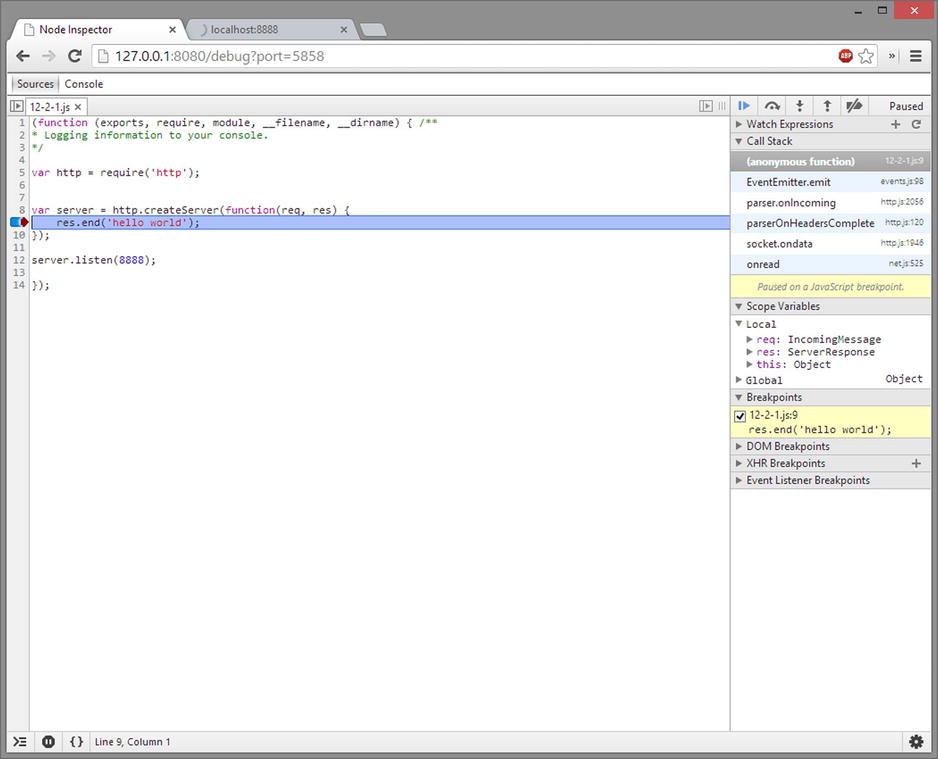 Node Inspector
localhost:8888
127.0.0.1:8080/debug?port=5858
ABP
Sources Console
12-2-1.js
Paused
1 (function (exports, require, module, __filename, __dirname) { /**
2 * Logging information to your console.
3 */
4
5 var http = require('http');
6
7
8 var server = http.createServer(function(req, res) {
res.end('hello world');
10 });
11
12 server.listen(8888);
13
14 });
Watch Expressions
Call Stack
(anonymous function) 12-2-1.js:9
EventEmitter.emit events.js:98
parser.onIncoming http.js:2056
parserOnHeadersComplete http.js:120
socket.ondata http.js:1946
onread net.js:525
Paused on a JavaScript breakpoint.
Scope Variables
Local
req: IncomingMessage
res: ServerResponse
this: Object
Global Object
Breakpoints
12-2-1.js:9
res.end('hello world');
DOM Breakpoints
XHR Breakpoints
Event Listener Breakpoints
{ } Line 9, Column 1